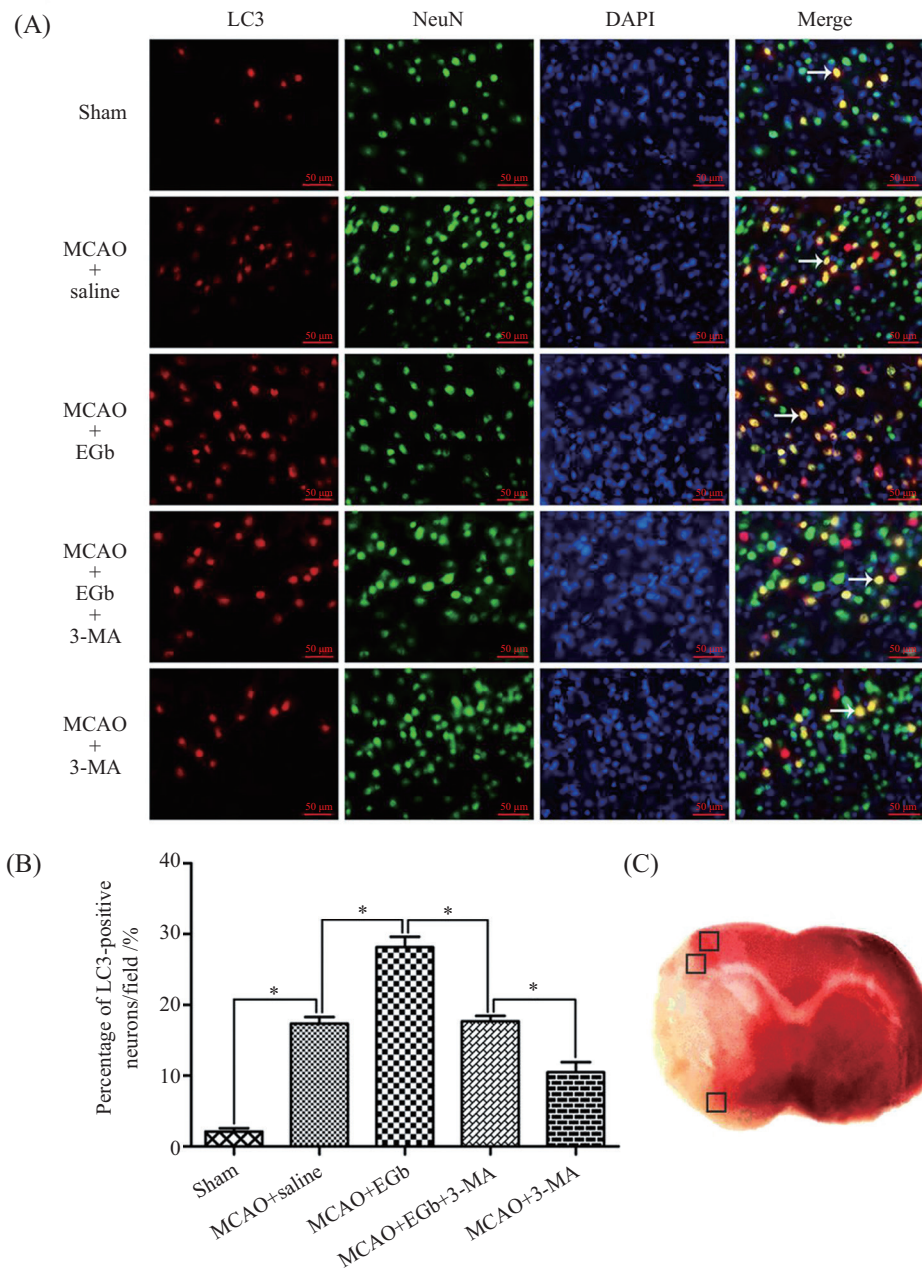 (A)
LC3 NeuN DAPI Merge
Sham
50 μm 50 μm 50 μm 50 μm
MCAO
+
saline
50 μm 50 μm 50 μm 50 μm
MCAO
+
EGb
50 μm 50 μm 50 μm 50 μm
MCAO
+
EGb
+
3-MA
50 μm 50 μm 50 μm 50 μm
MCAO
+
3-MA
50 μm 50 μm 50 μm 50 μm
(B)
Percentage of LC3-positive
neurons/field /%
40
30
20
10
0
* * * *
Sham
MCAO+saline
MCAO+EGb
MCAO+EGb+3-MA
MCAO+3-MA
(C)